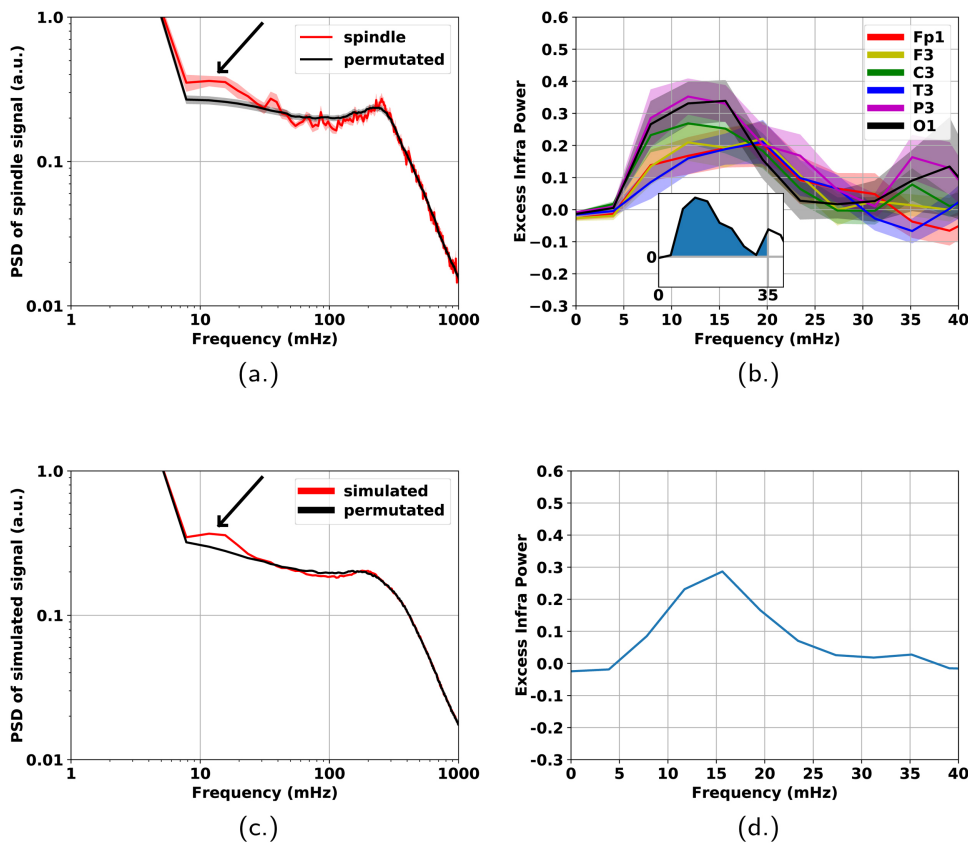 1.0
0.1
0.01
1
10
100
1000
PSD of spindle signal (a.u.)
Frequency (mHz)
spindle
permutated
(a.)
0.6
0.5
0.4
0.3
0.2
0.1
0.0
-0.1
-0.2
-0.3
0
5
10
15
20
25
30
35
40
Excess Infra Power
Frequency (mHz)
Fp1
F3
C3
T3
P3
O1
0
0
35
(b.)
1.0
0.1
0.01
1
10
100
1000
PSD of simulated signal (a.u.)
Frequency (mHz)
simulated
permutated
(c.)
0.6
0.5
0.4
0.3
0.2
0.1
0.0
-0.1
-0.2
-0.3
0
5
10
15
20
25
30
35
40
Excess Infra Power
Frequency (mHz)
(d.)